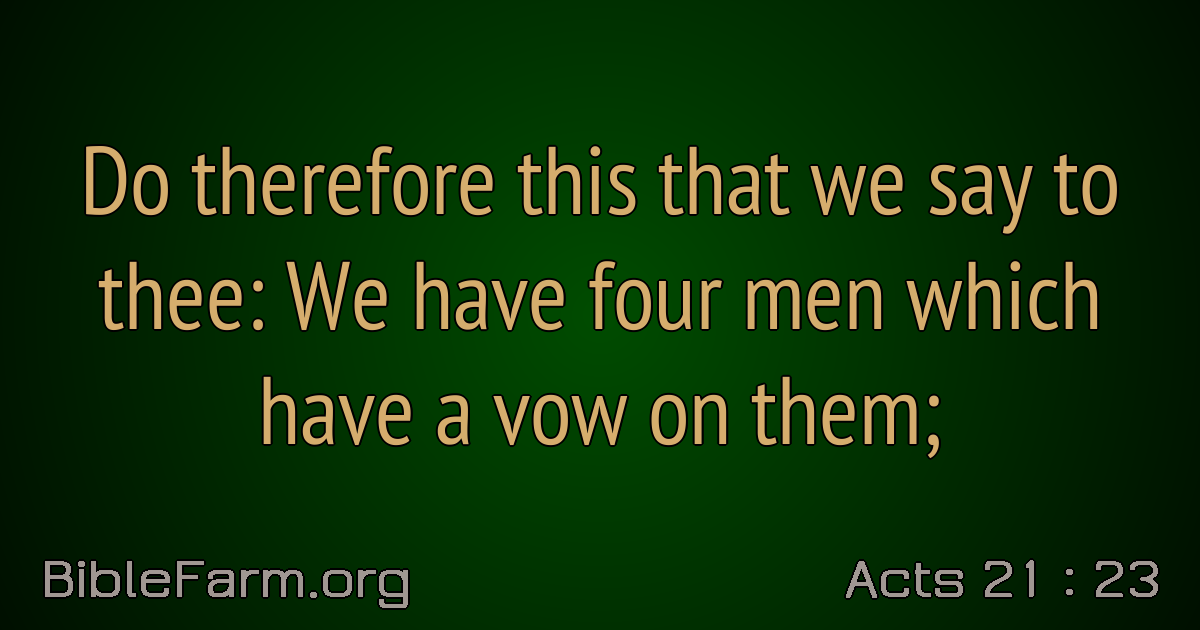 Do therefore this that we say to
thee: We have four men which
have a vow on them;
BibleFarm.org
Acts 21 : 23